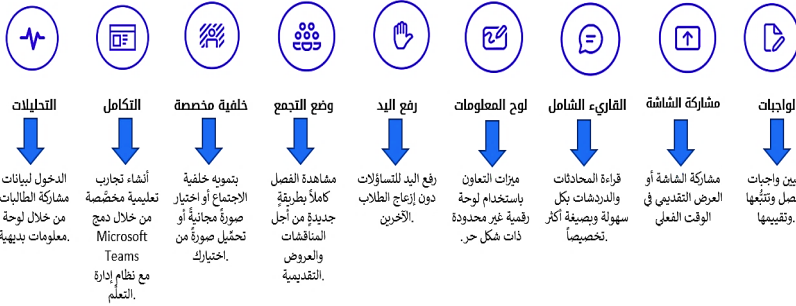 لواجبات
يين واجبات
صل وتتبُّعها
وتقييمها.
مشاركة الشاشة
مشاركة الشاشة أو
العرض التقديمي في
الوقت الفعلي
القاريء الشامل
قراءة المحادثات
والدردشات بكل
سهولة وبصيغة أكثر
تخصيصاً.
لوح المعلومات
ميزات التعاون
باستخدام لوحة
رقمية غير محدودة
ذات شكل حر.
رفع اليد
رفع اليد للتساؤلات
دون إزعاج الطلاب
الآخرين.
وضع التجمع
مشاهدة الفصل
كاملاً بطريقةٍ
جديدةٍ من أجل
المناقشات
والعروض
التقديمية.
خلفية مخصصة
بتمويه خلفية
الاجتماع أو اختيار
صورةً مجانيةً أو
تحمّيل صورةً من
اختيارك.
التكامل
أنشاء تجارب
تعليمية مخصَّصة
من خلال دمج
Microsoft
Teams
مع نظام إدارة
التعلُّم.
التحليلات
الدخول لبيانات
مشاركة الطالبات
من خلال لوحة
معلومات بديهية.